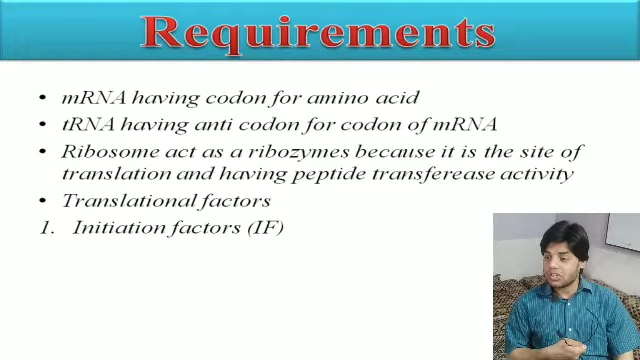 Requirements
• mRNA having codon for amino acid
• tRNA having anti codon for codon of mRNA
• Ribosome act as a ribozymes because it is the site of
translation and having peptide transferease activity
• Translational factors
1. Initiation factors (IF)